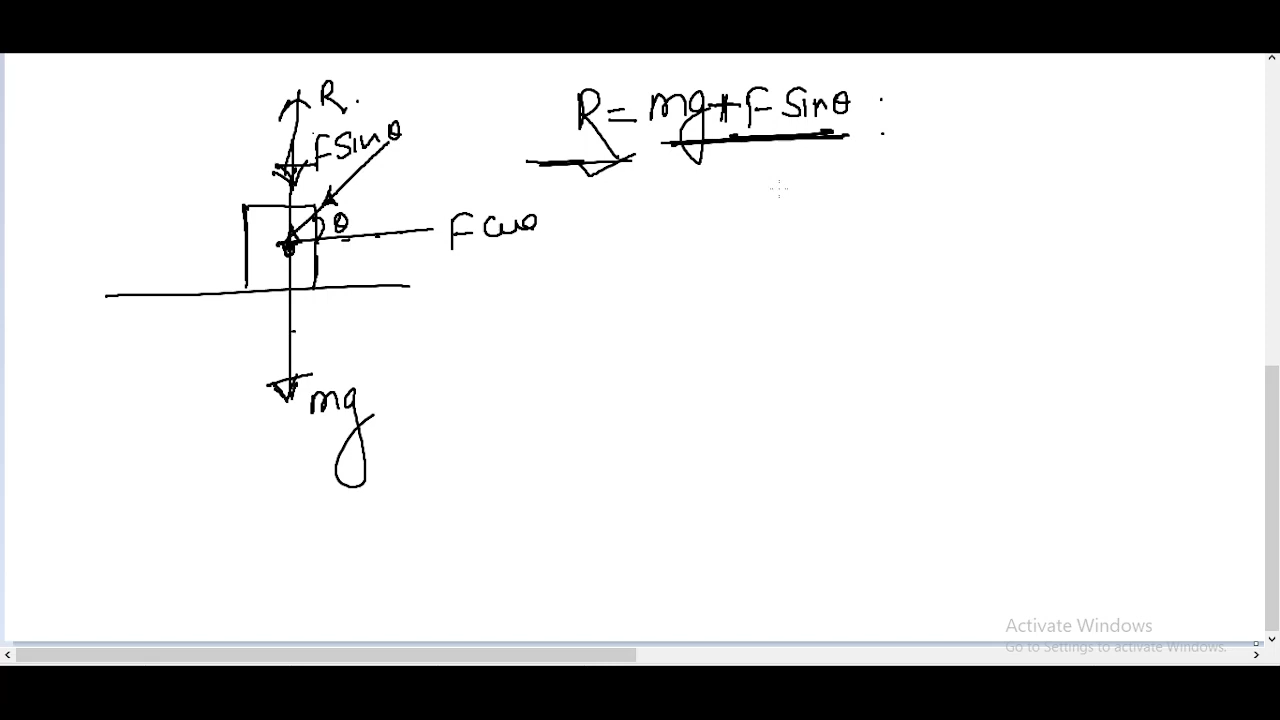 R.
R = mg + F Sinθ :
F Sinθ
θ
F Cosθ
mg
Activate Windows
Go to Settings to activate Windows.